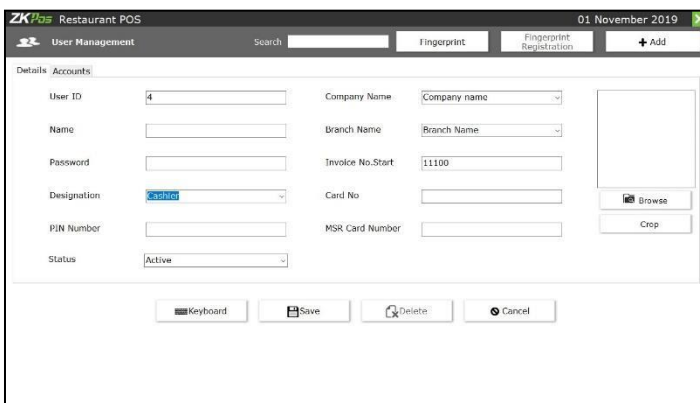 ZKPos Restaurant POS 01 November 2019 X
User Management Search Fingerprint Fingerprint Registration + Add
Details Accounts
User ID 4 Company Name Company name
Name Branch Name Branch Name
Password Invoice No.Start 11100
Designation Cashier Card No Browse
PIN Number MSR Card Number Crop
Status Active
Keyboard Save Delete Cancel